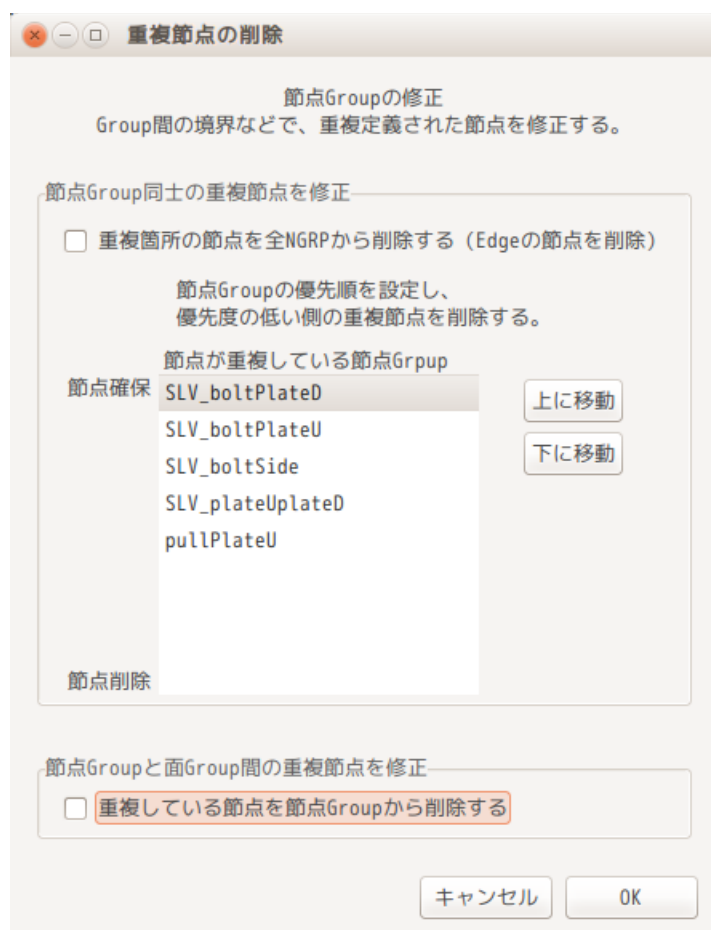 重複節点の削除
節点Groupの修正
Group間の境界などで、重複定義された節点を修正する。
節点Group同士の重複節点を修正
重複箇所の節点を全NGRPから削除する (Edgeの節点を削除)
節点Groupの優先順を設定し、
優先度の低い側の重複節点を削除する。
節点が重複している節点Grpup
節点確保
SLV_boltPlateD
SLV_boltPlateU
SLV_boltSide
SLV_plateUplateD
pullPlateU
上に移動
下に移動
節点削除
節点Groupと面Group間の重複節点を修正
重複している節点を節点Groupから削除する
キャンセル
OK